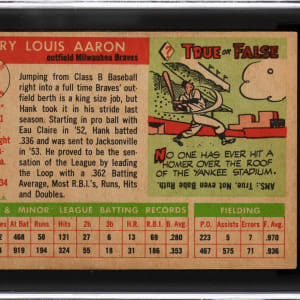 RY LOUIS AARON
outfield Milwaukee Braves
Jumping from Class B Baseball
right into a full time Braves' out-
field berth is a king size job, but
Hank took it in his stride last
season. Starting in pro ball with
Eau Claire in '52, Hank batted
.336 and was sent to Jacksonville
in '53. He proved to be the sen-
sation of the League by leading
the Loop with a .362 Batting
Average, Most R.B.I.'s, Runs, Hits
and Doubles.
?
TRUE OR FALSE
NO ONE HAS EVER HIT A
HOMER OVER THE ROOF
OF THE YANKEE STADIUM.
ANS. True. Not even Babe Ruth.
& MINOR LEAGUE BATTING RECORDS
FIELDING
At Bat Runs Hits 2b 3b H.R. R.B.I. B. Avg. Assists Errors F. Avg.
468 58 131 27 6 13 69 .280 223 5 7 .970
919 194 325 .353 467 71 .936